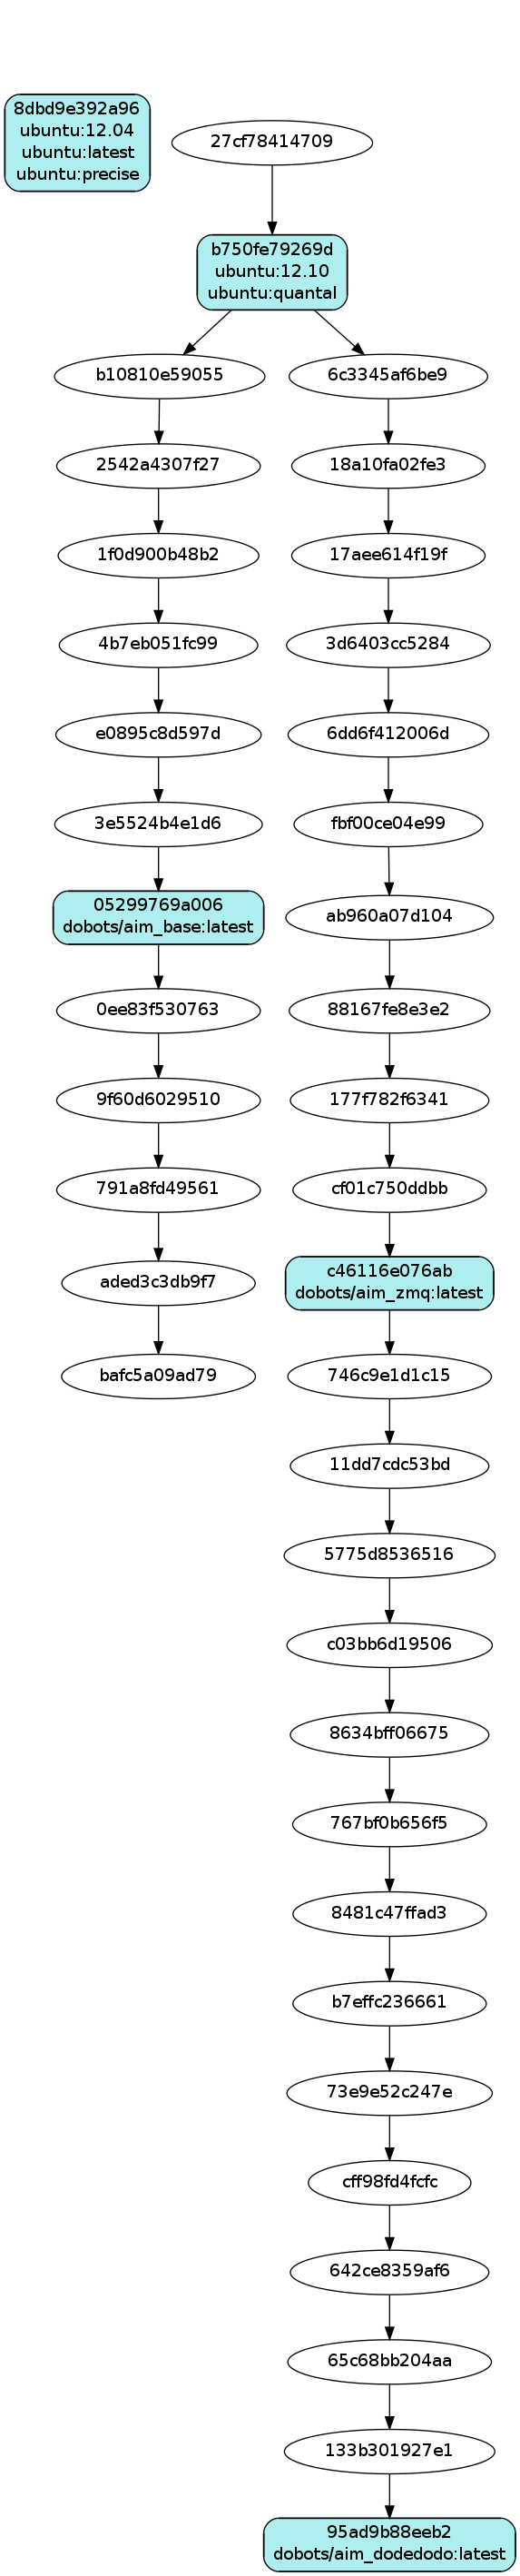 8dbd9e392a96
ubuntu:12.04
ubuntu:latest
ubuntu:precise
27cf78414709
b750fe79269d
ubuntu:12.10
ubuntu:quantal
b10810e59055
2542a4307f27
1f0d900b48b2
4b7eb051fc99
e0895c8d597d
3e5524b4e1d6
05299769a006
dobots/aim_base:latest
0ee83f530763
9f60d6029510
791a8fd49561
aded3c3db9f7
bafc5a09ad79
6c3345af6be9
18a10fa02fe3
17aee614f19f
3d6403cc5284
6dd6f412006d
fbf00ce04e99
ab960a07d104
88167fe8e3e2
177f782f6341
cf01c750ddbb
c46116e076ab
dobots/aim_zmq:latest
746c9e1d1c15
11dd7cdc53bd
5775d8536516
c03bb6d19506
8634bff06675
767bf0b656f5
8481c47ffad3
b7effc236661
73e9e52c247e
cff98fd4fcfc
642ce8359af6
65c68bb204aa
133b301927e1
95ad9b88eeb2
dobots/aim_dodedodo:latest